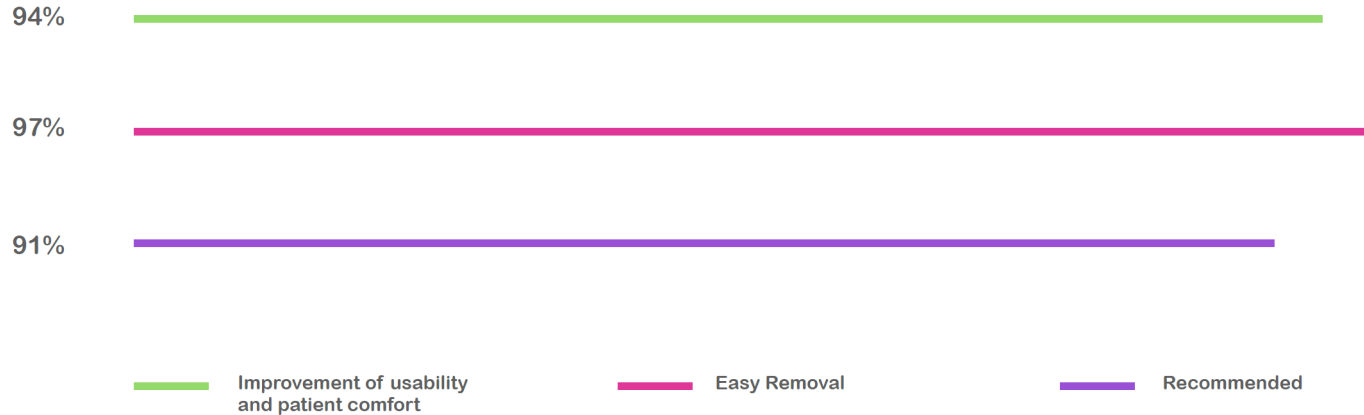 94%
97%
91%
Improvement of usability
and patient comfort
Easy Removal
Recommended